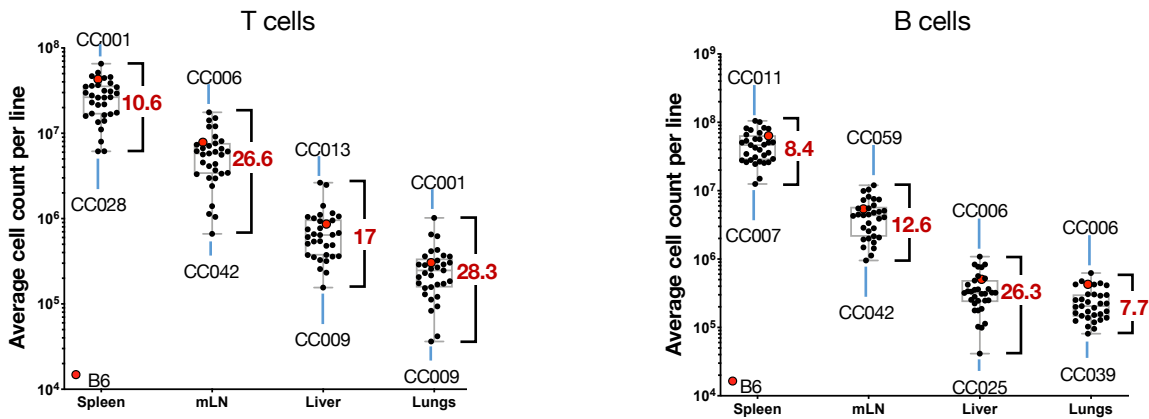 T cells
Average cell count per line
10⁸
10⁷
10⁶
10⁵
10⁴
CC001
10.6
CC028
CC006
26.6
CC042
CC013
17
CC009
CC001
28.3
CC009
B6
Spleen mLN Liver Lungs
B cells
Average cell count per line
10⁹
10⁸
10⁷
10⁶
10⁵
10⁴
CC011
8.4
CC007
CC059
12.6
CC042
CC006
26.3
CC025
CC006
7.7
CC039
B6
Spleen mLN Liver Lungs